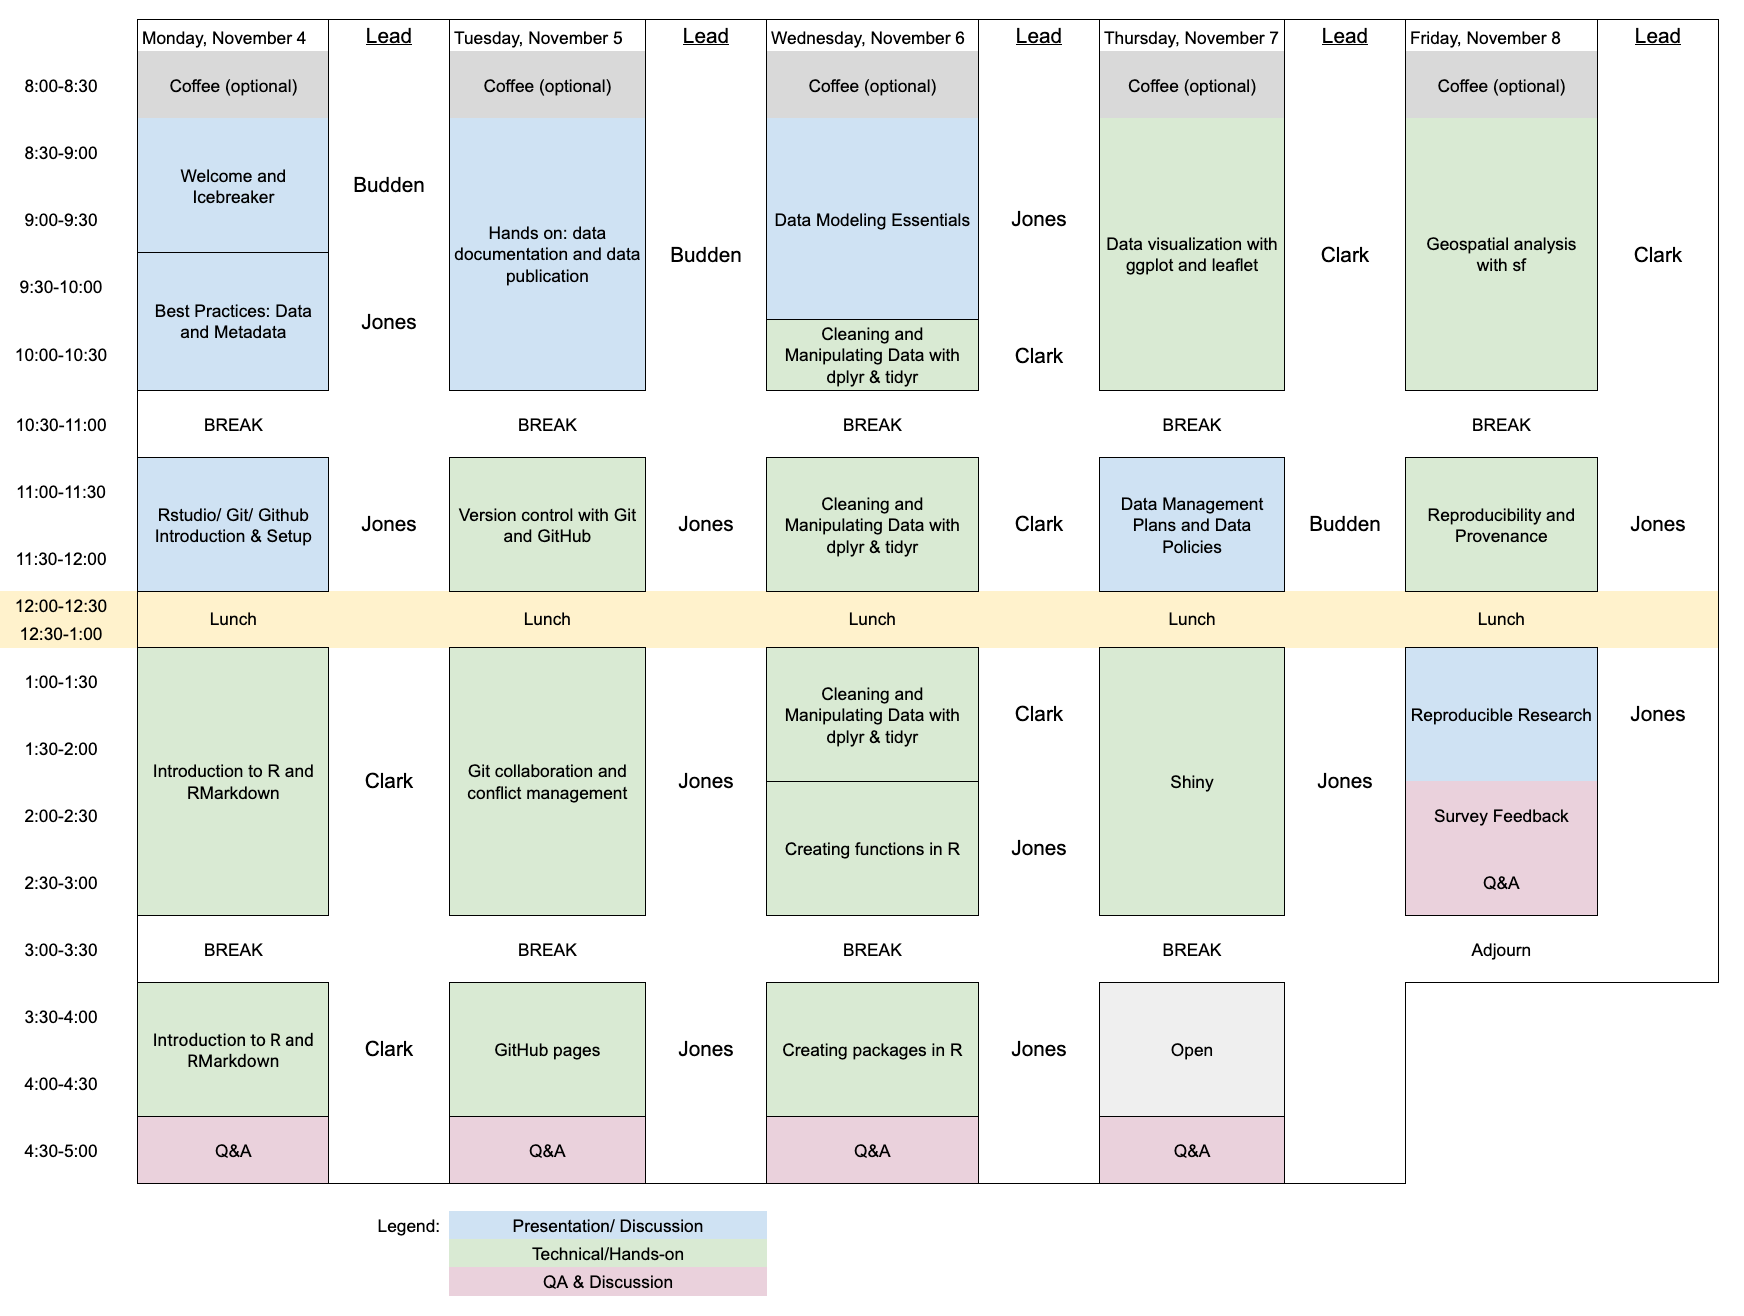 Monday, November 4 Lead Tuesday, November 5 Lead Wednesday, November 6 Lead Thursday, November 7 Lead Friday, November 8 Lead
8:00-8:30 Coffee (optional) Coffee (optional) Coffee (optional) Coffee (optional) Coffee (optional)
8:30-9:00
Welcome and
Icebreaker
Budden
9:00-9:30
Hands on: data
documentation and data
publication
Budden
Data Modeling Essentials
Jones
Data visualization with
ggplot and leaflet
Clark
Geospatial analysis
with sf
Clark
9:30-10:00
Best Practices: Data
and Metadata
Jones
10:00-10:30
Cleaning and
Manipulating Data with
dplyr & tidyr
Clark
10:30-11:00 BREAK BREAK BREAK BREAK BREAK
11:00-11:30
Rstudio/ Git/ Github
Introduction & Setup
Jones
Version control with Git
and GitHub
Jones
Cleaning and
Manipulating Data with
dplyr & tidyr
Clark
Data Management
Plans and Data
Policies
Budden
Reproducibility and
Provenance
Jones
11:30-12:00
12:00-12:30
Lunch Lunch Lunch Lunch Lunch
12:30-1:00
1:00-1:30
Cleaning and
Manipulating Data with
dplyr & tidyr
Clark
Reproducible Research
Jones
1:30-2:00
Introduction to R and
RMarkdown
Clark
Git collaboration and
conflict management
Jones
Shiny
Jones
2:00-2:30
Survey Feedback
Creating functions in R
Jones
2:30-3:00
Q&A
3:00-3:30 BREAK BREAK BREAK BREAK Adjourn
3:30-4:00
Introduction to R and
RMarkdown
Clark
GitHub pages
Jones
Creating packages in R
Jones
Open
4:00-4:30
4:30-5:00 Q&A Q&A Q&A Q&A
Legend: Presentation/ Discussion
Technical/Hands-on
QA & Discussion